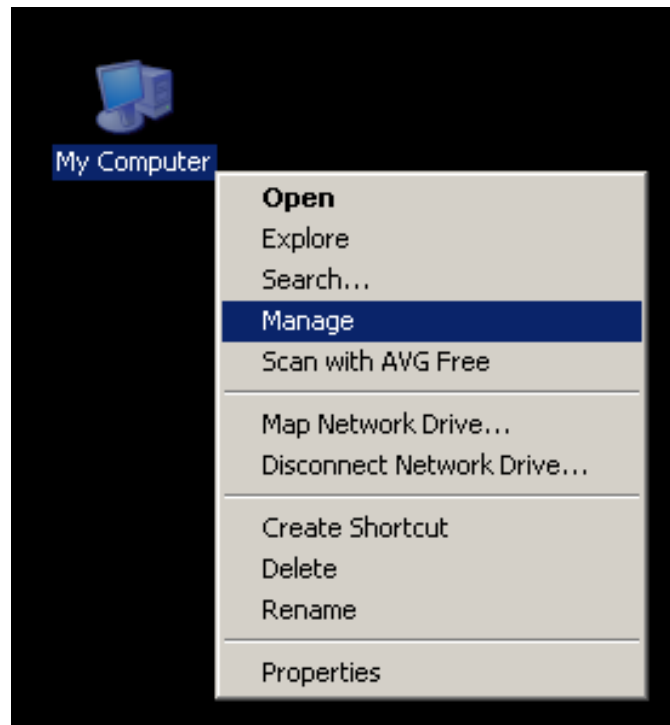 My Computer
Open
Explore
Search...
Manage
Scan with AVG Free
Map Network Drive...
Disconnect Network Drive...
Create Shortcut
Delete
Rename
Properties